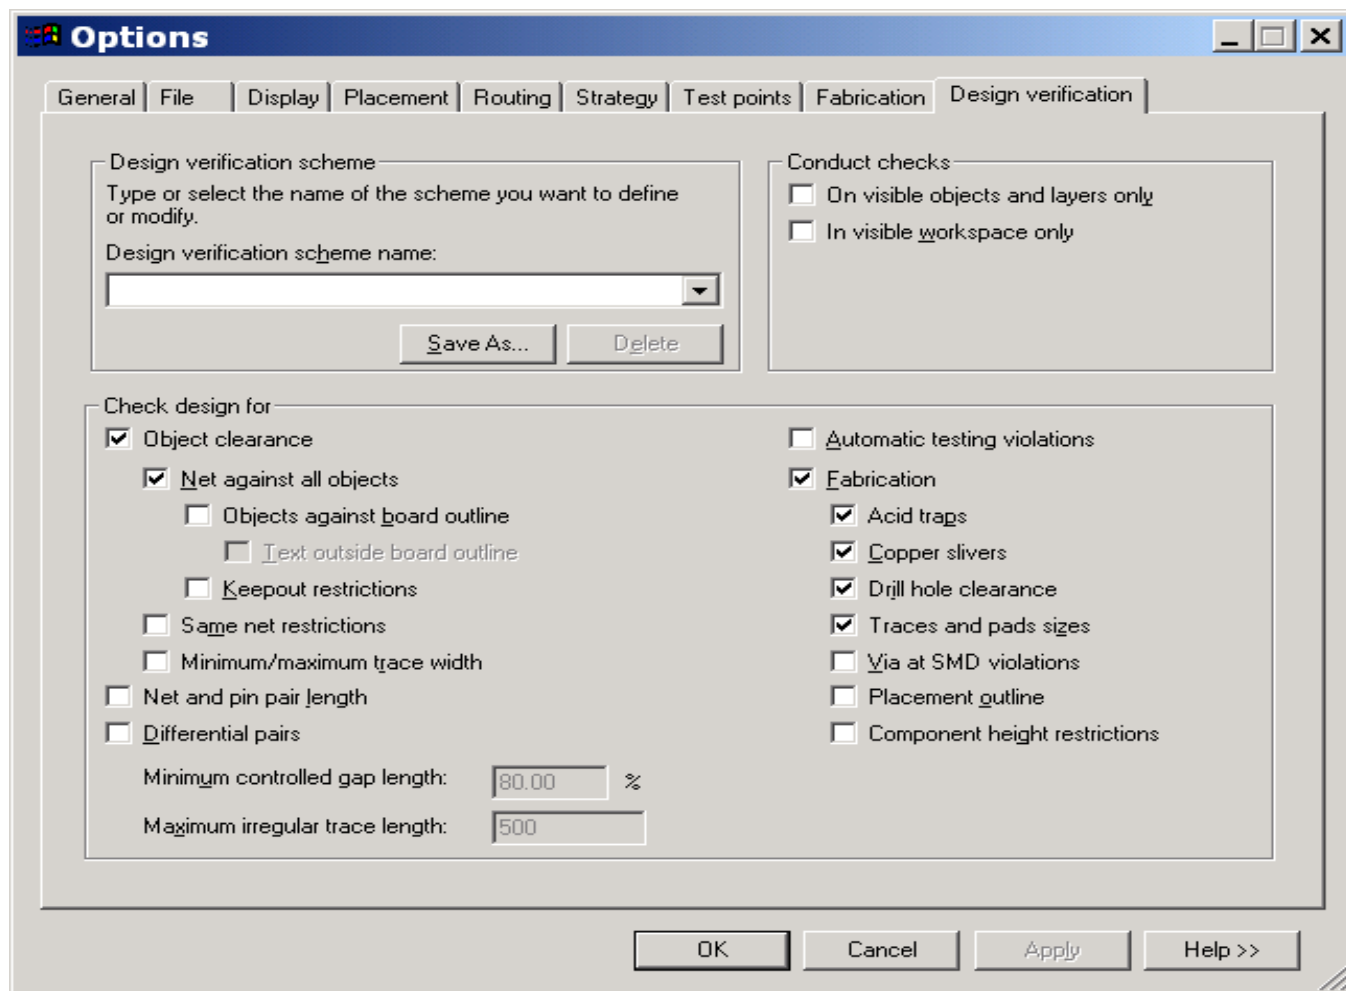 Options
General File Display Placement Routing Strategy Test points Fabrication Design verification
Design verification scheme
Type or select the name of the scheme you want to define
or modify.
Design verification scheme name:
Save As... Delete
Conduct checks
On visible objects and layers only
In visible workspace only
Check design for
Object clearance
Net against all objects
Objects against board outline
Text outside board outline
Keepout restrictions
Same net restrictions
Minimum/maximum trace width
Net and pin pair length
Differential pairs
Minimum controlled gap length: 80.00 %
Maximum irregular trace length: 500
Automatic testing violations
Fabrication
Acid traps
Copper slivers
Drill hole clearance
Traces and pads sizes
Via at SMD violations
Placement outline
Component height restrictions
OK Cancel Apply Help >>